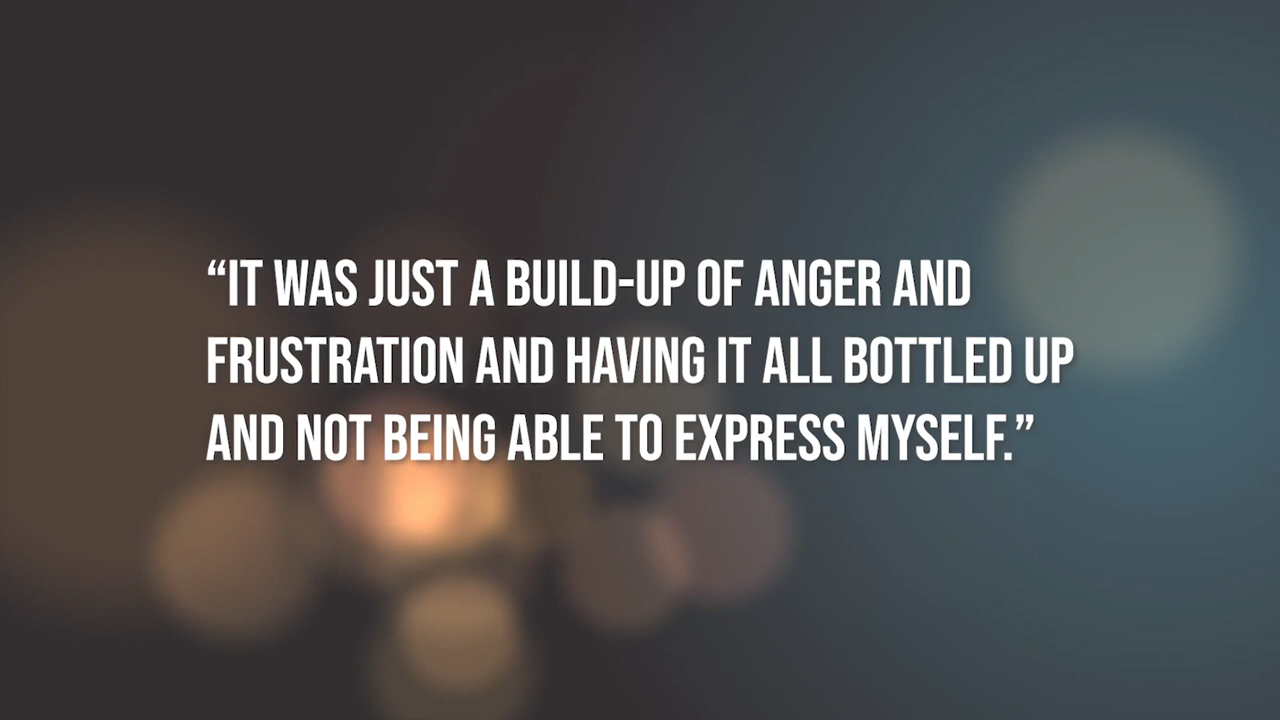 “IT WAS JUST A BUILD-UP OF ANGER AND
FRUSTRATION AND HAVING IT ALL BOTTLED UP
AND NOT BEING ABLE TO EXPRESS MYSELF.”